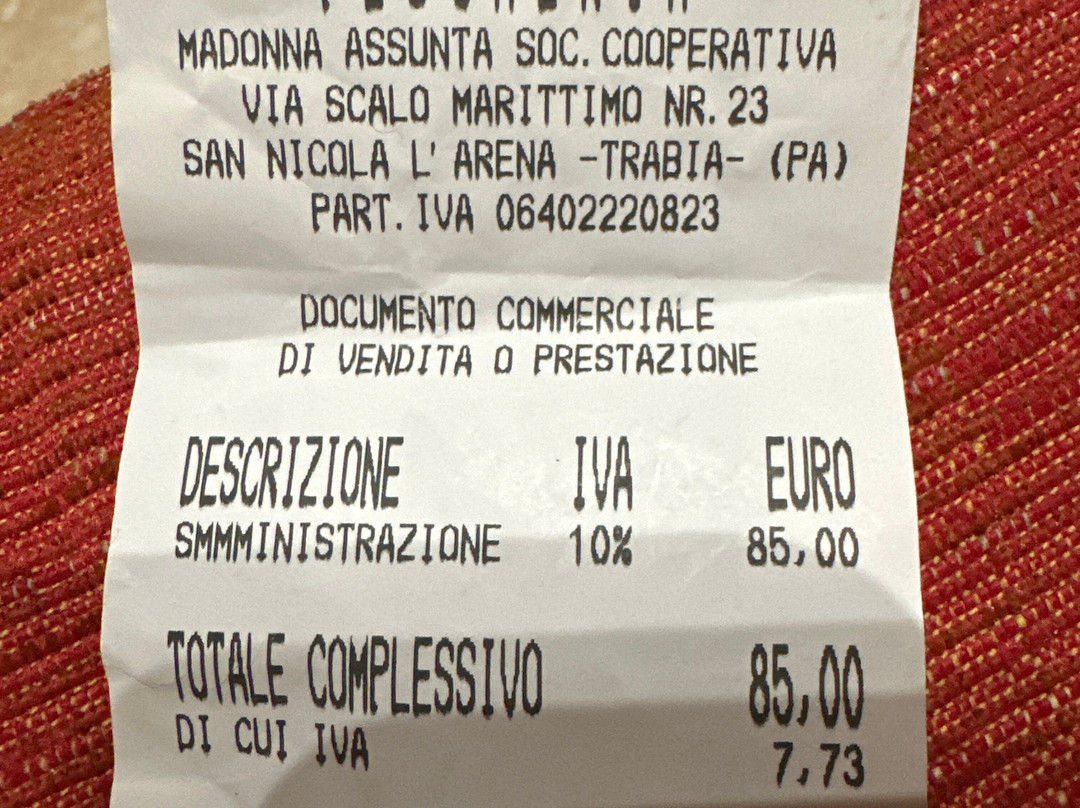 MADONNA ASSUNTA SOC. COOPERATIVA
VIA SCALO MARITTIMO NR. 23
SAN NICOLA L' ARENA -TRABIA- (PA)
PART. IVA 06402220823
DOCUMENTO COMMERCIALE
DI VENDITA O PRESTAZIONE
DESCRIZIONE IVA EURO
SMMMINISTRAZIONE 10% 85,00
TOTALE COMPLESSIVO 85,00
DI CUI IVA 7,73